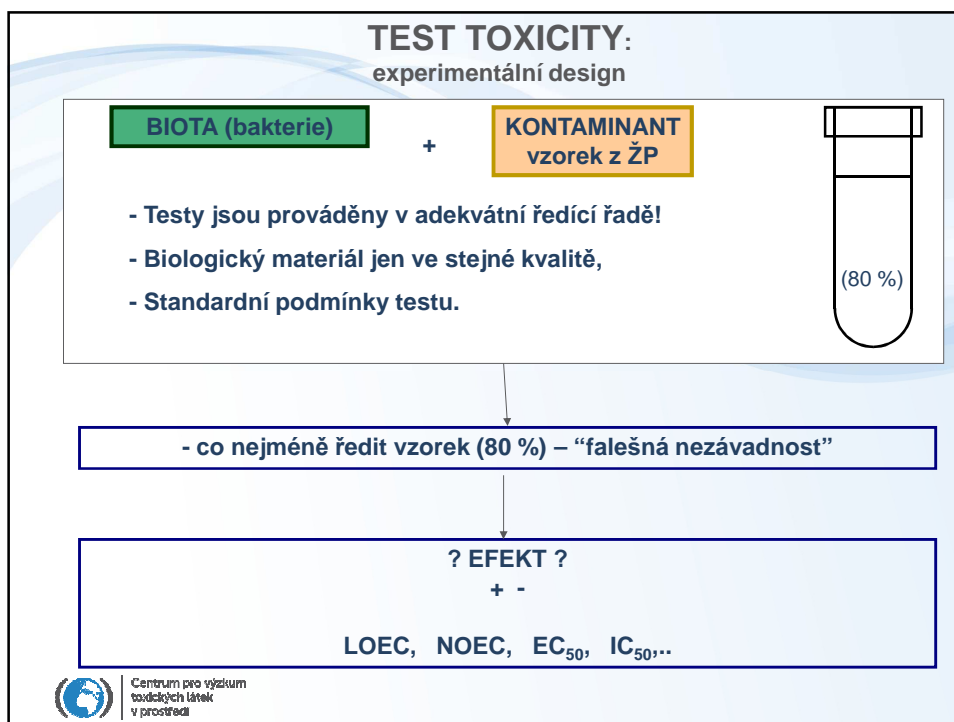 TEST TOXICITY:
experimentální design
BIOTA (bakterie)
+
KONTAMINANT
vzorek z ŽP
- Testy jsou prováděny v adekvátní ředící řadě!
- Biologický materiál jen ve stejné kvalitě,
- Standardní podmínky testu.
(80 %)
- co nejméně ředit vzorek (80 %) – “falešná nezávadnost”
? EFEKT ?
+ -
LOEC, NOEC, EC50, IC50,..
Centrum pro výzkum
toxických látek
v prostředí